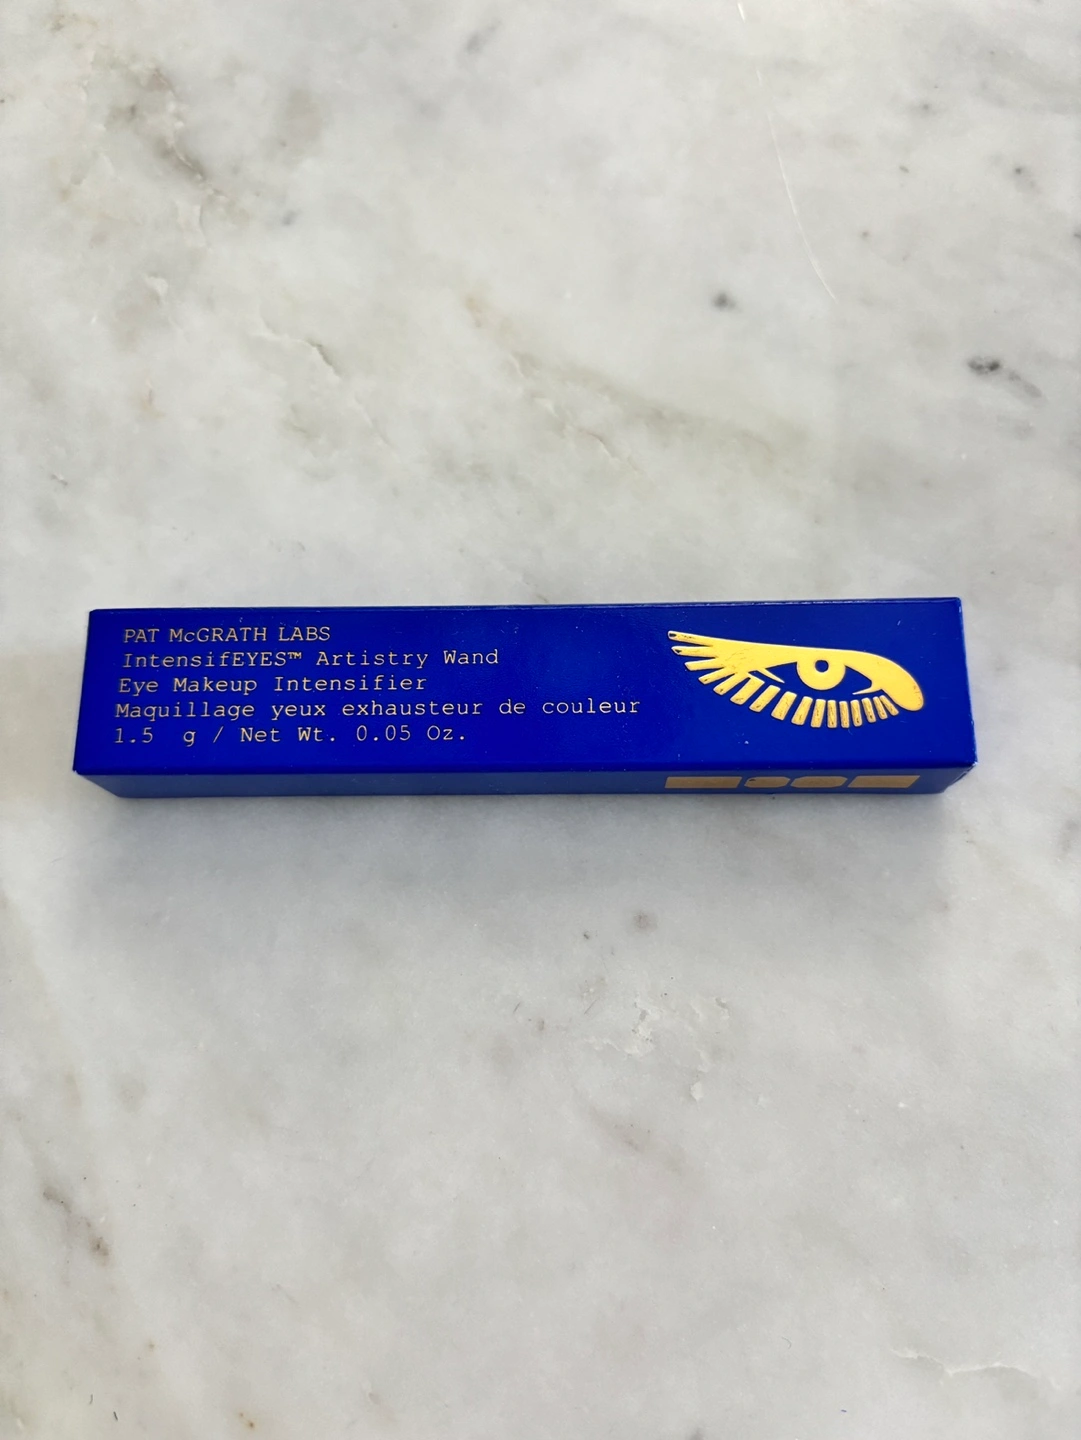 PAT McGRATH LABS
IntensifEYES™ Artistry Wand
Eye Makeup Intensifier
Maquillage yeux exhausteur de couleur
1.5 g / Net Wt. 0.05 Oz.